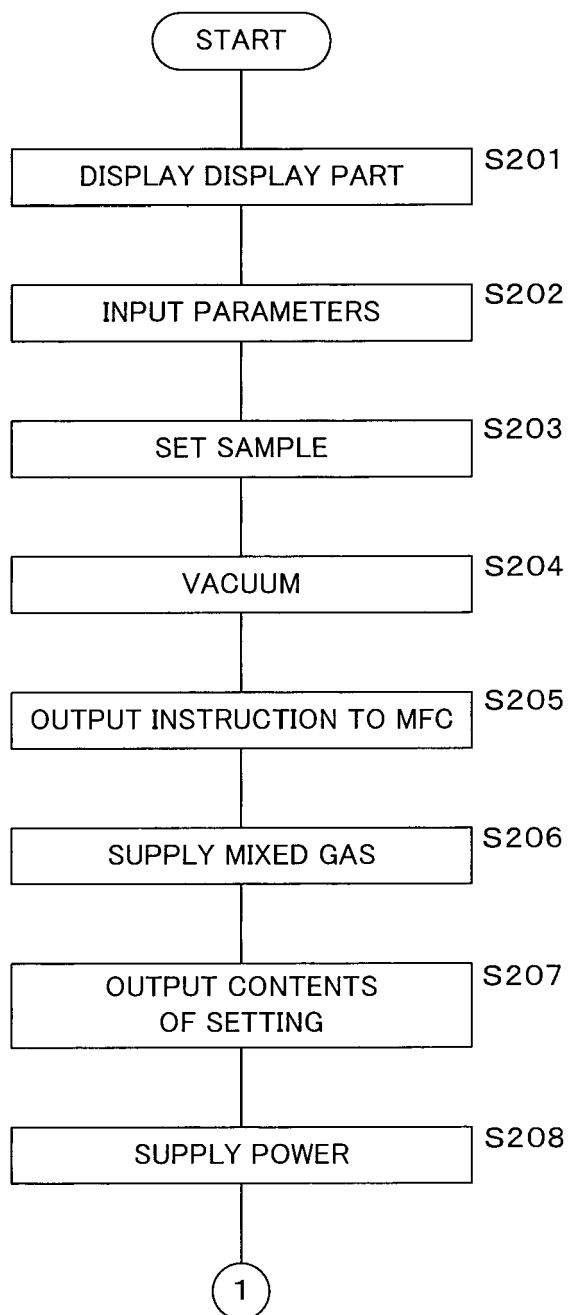 START
DISPLAY DISPLAY PART
S201
INPUT PARAMETERS
S202
SET SAMPLE
S203
VACUUM
S204
OUTPUT INSTRUCTION TO MFC
S205
SUPPLY MIXED GAS
S206
OUTPUT CONTENTS
OF SETTING
S207
SUPPLY POWER
S208
1